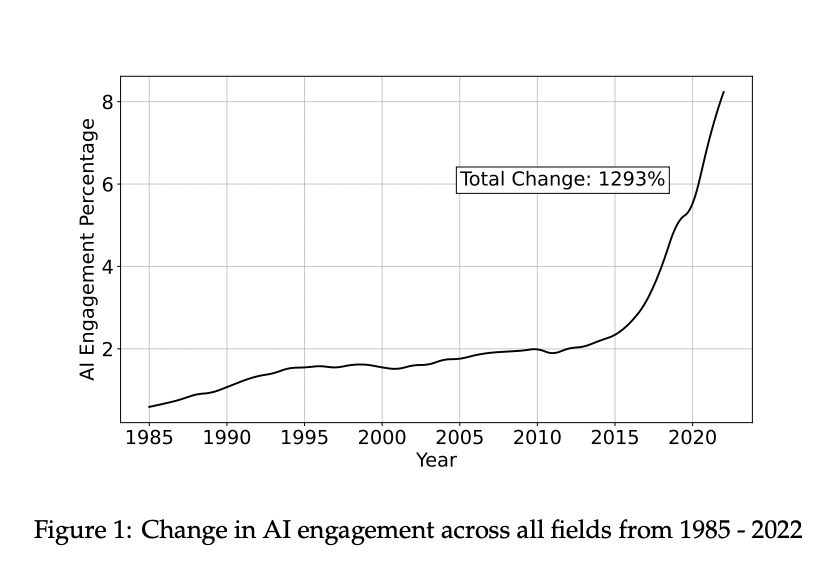 8
6
4
2
AI Engagement Percentage
Total Change: 1293%
1985 1990 1995 2000 2005 2010 2015 2020
Year
Figure 1: Change in AI engagement across all fields from 1985 - 2022